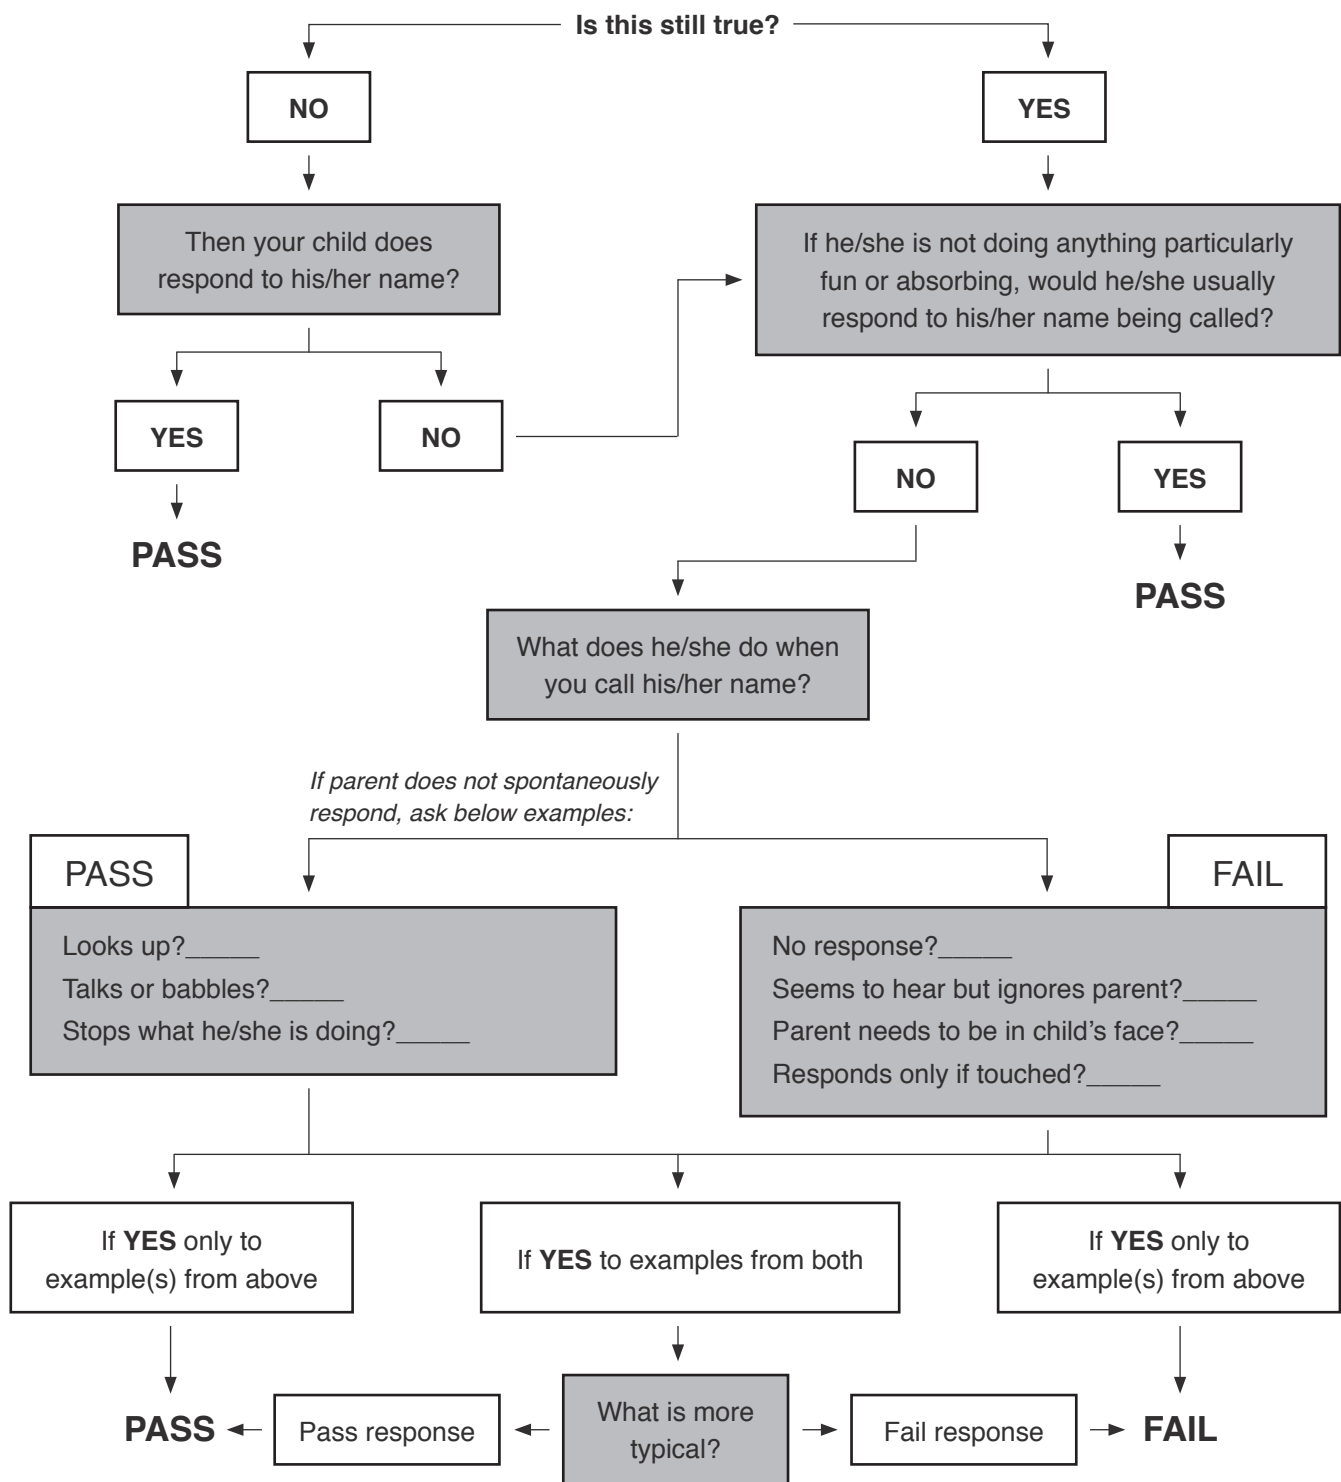 Is this still true?
NO
YES
Then your child does
respond to his/her name?
If he/she is not doing anything particularly
fun or absorbing, would he/she usually
respond to his/her name being called?
YES
NO
NO
YES
PASS
PASS
What does he/she do when
you call his/her name?
If parent does not spontaneously
respond, ask below examples:
PASS
Looks up?_____
Talks or babbles?_____
Stops what he/she is doing?_____
FAIL
No response?_____
Seems to hear but ignores parent?_____
Parent needs to be in child’s face?_____
Responds only if touched?_____
If YES only to
example(s) from above
If YES to examples from both
If YES only to
example(s) from above
PASS
Pass response
What is more
typical?
Fail response
FAIL